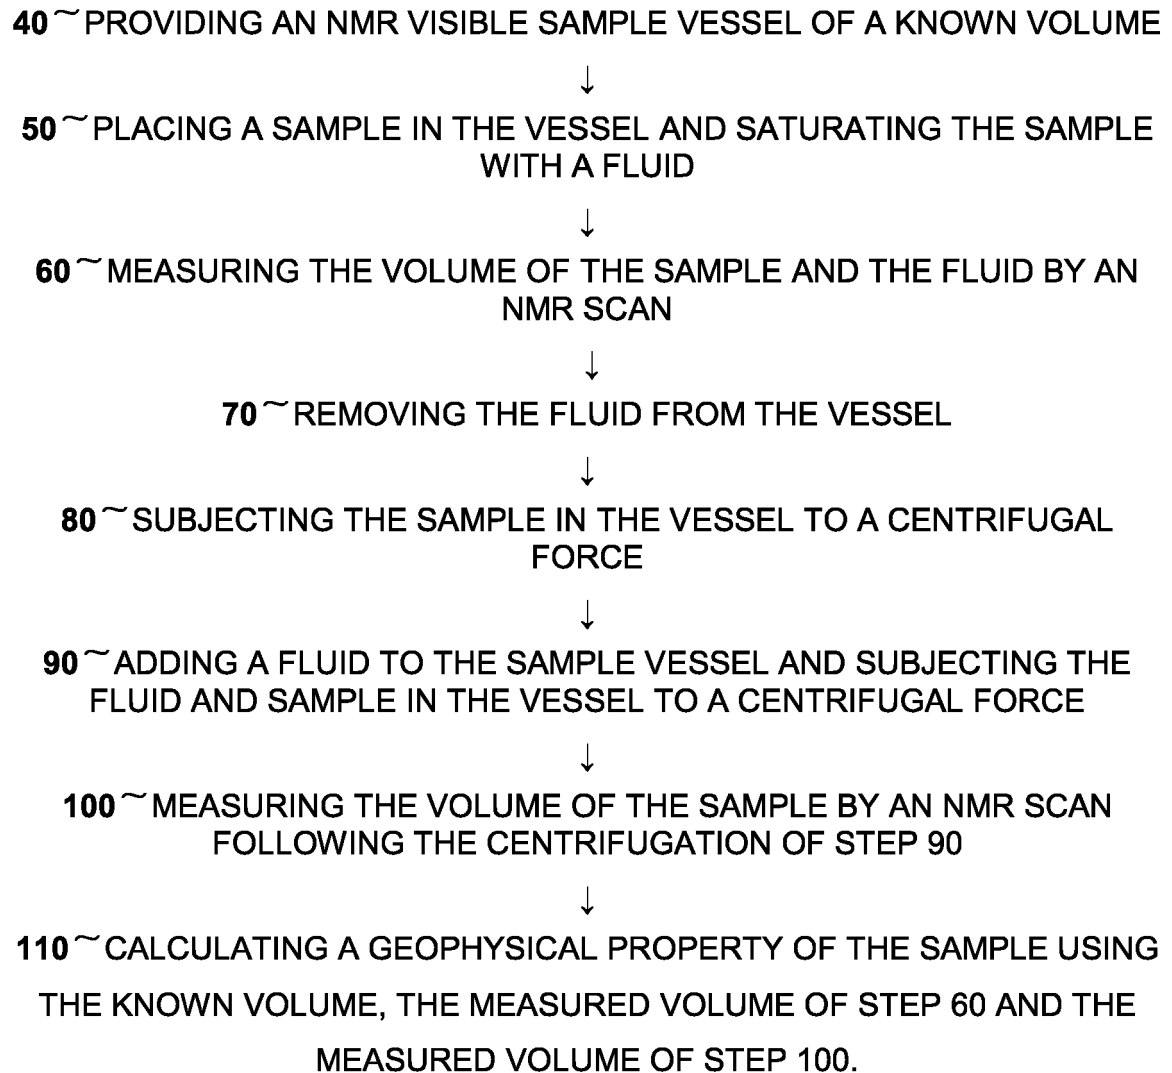 40~PROVIDING AN NMR VISIBLE SAMPLE VESSEL OF A KNOWN VOLUME
↓
50~PLACING A SAMPLE IN THE VESSEL AND SATURATING THE SAMPLE
WITH A FLUID
↓
60~MEASURING THE VOLUME OF THE SAMPLE AND THE FLUID BY AN
NMR SCAN
↓
70~REMOVING THE FLUID FROM THE VESSEL
↓
80~SUBJECTING THE SAMPLE IN THE VESSEL TO A CENTRIFUGAL
FORCE
↓
90~ADDING A FLUID TO THE SAMPLE VESSEL AND SUBJECTING THE
FLUID AND SAMPLE IN THE VESSEL TO A CENTRIFUGAL FORCE
↓
100~MEASURING THE VOLUME OF THE SAMPLE BY AN NMR SCAN
FOLLOWING THE CENTRIFUGATION OF STEP 90
↓
110~CALCULATING A GEOPHYSICAL PROPERTY OF THE SAMPLE USING
THE KNOWN VOLUME, THE MEASURED VOLUME OF STEP 60 AND THE
MEASURED VOLUME OF STEP 100.